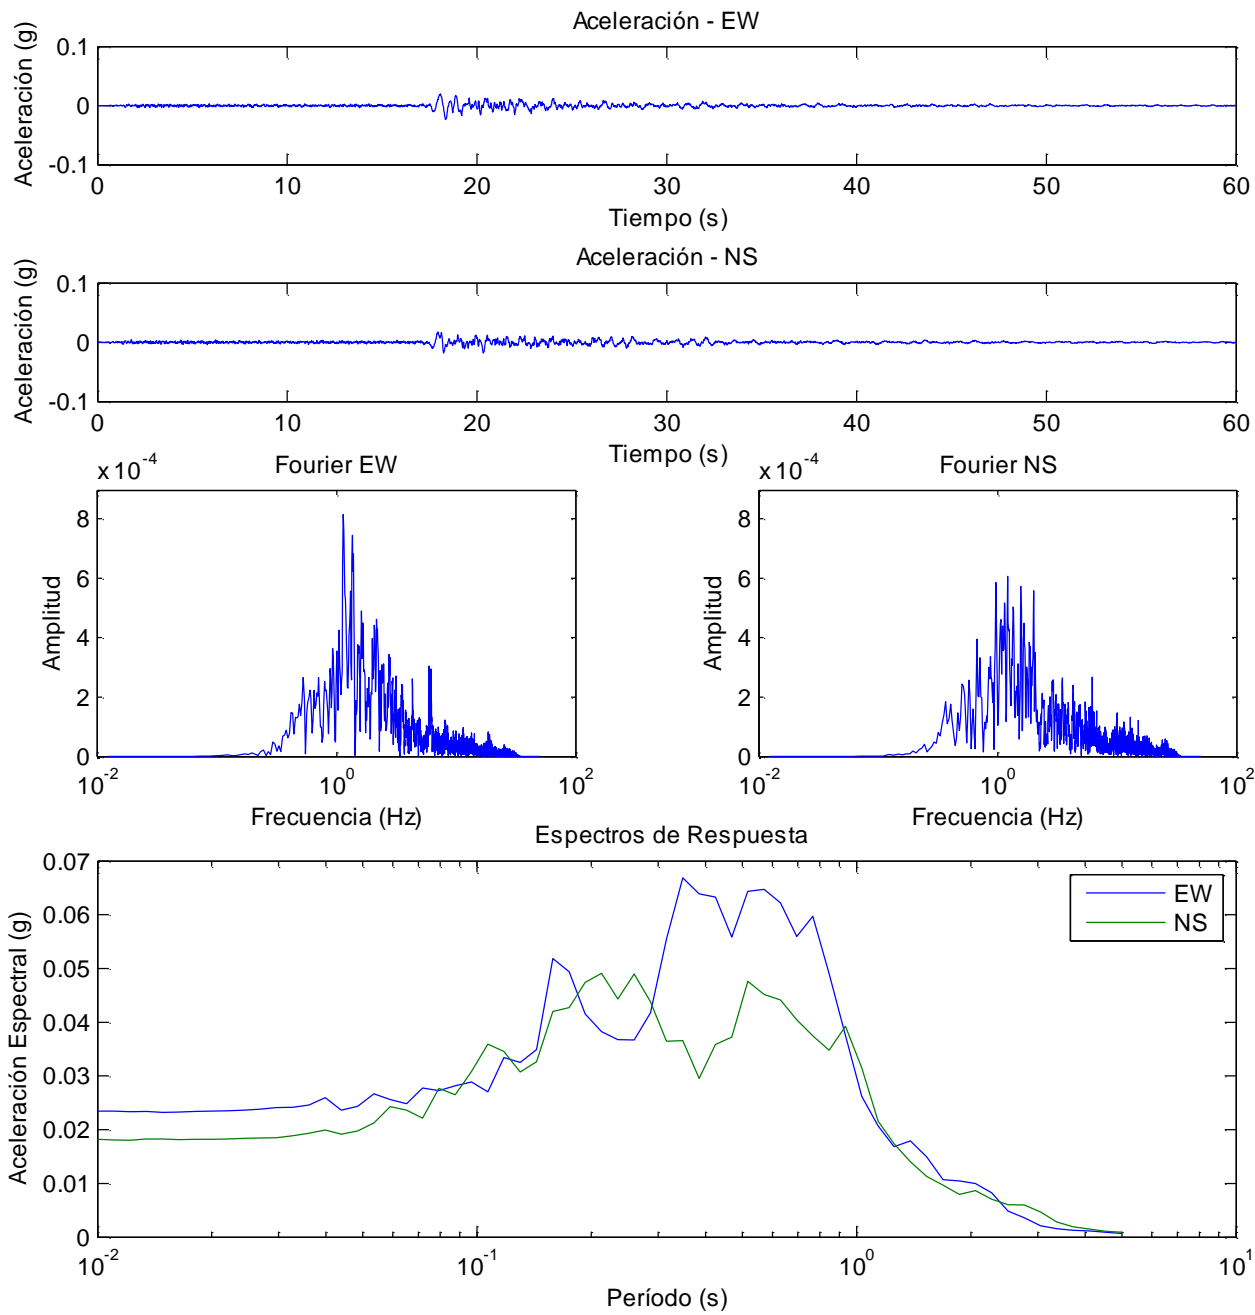 Aceleración - EW
Aceleración (g)
0.1
0
-0.1
0 10 20 30 40 50 60
Tiempo (s)
Aceleración - NS
Aceleración (g)
0.1
0
-0.1
0 10 20 30 40 50 60
Tiempo (s)
x 10^-4
Fourier EW
Amplitud
8
6
4
2
0
10^-2 10^0 10^2
Frecuencia (Hz)
x 10^-4
Fourier NS
Amplitud
8
6
4
2
0
10^-2 10^0 10^2
Frecuencia (Hz)
Espectros de Respuesta
Aceleración Espectral (g)
0.07
0.06
0.05
0.04
0.03
0.02
0.01
0
10^-2 10^-1 10^0 10^1
Período (s)
EW
NS